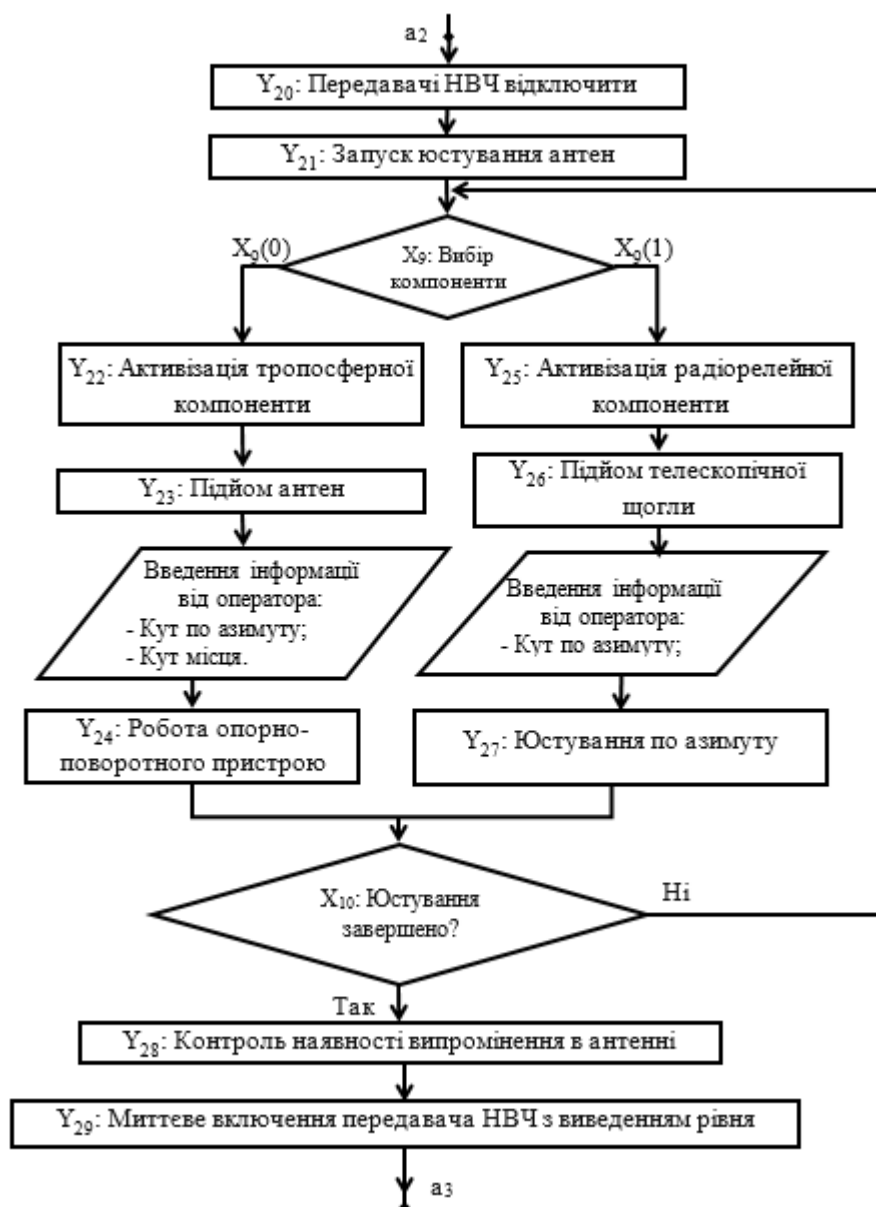 a2
Y20: Передавачі НВЧ відключити
Y21: Запуск юстування антен
X9(0)
X9: Вибір
компоненти
X9(1)
Y22: Активізація тропосферної
компоненти
Y25: Активізація радіорелейної
компоненти
Y23: Підйом антен
Y26: Підйом телескопічної
щогли
Введення інформації
від оператора:
- Кут по азимуту;
- Кут місця.
Введення інформації
від оператора:
- Кут по азимуту;
Y24: Робота опорно-
поворотного пристрою
Y27: Юстування по азимуту
X10: Юстування
завершено?
Ні
Так
Y28: Контроль наявності випромінення в антенні
Y29: Миттєве включення передавача НВЧ з виведенням рівня
a3